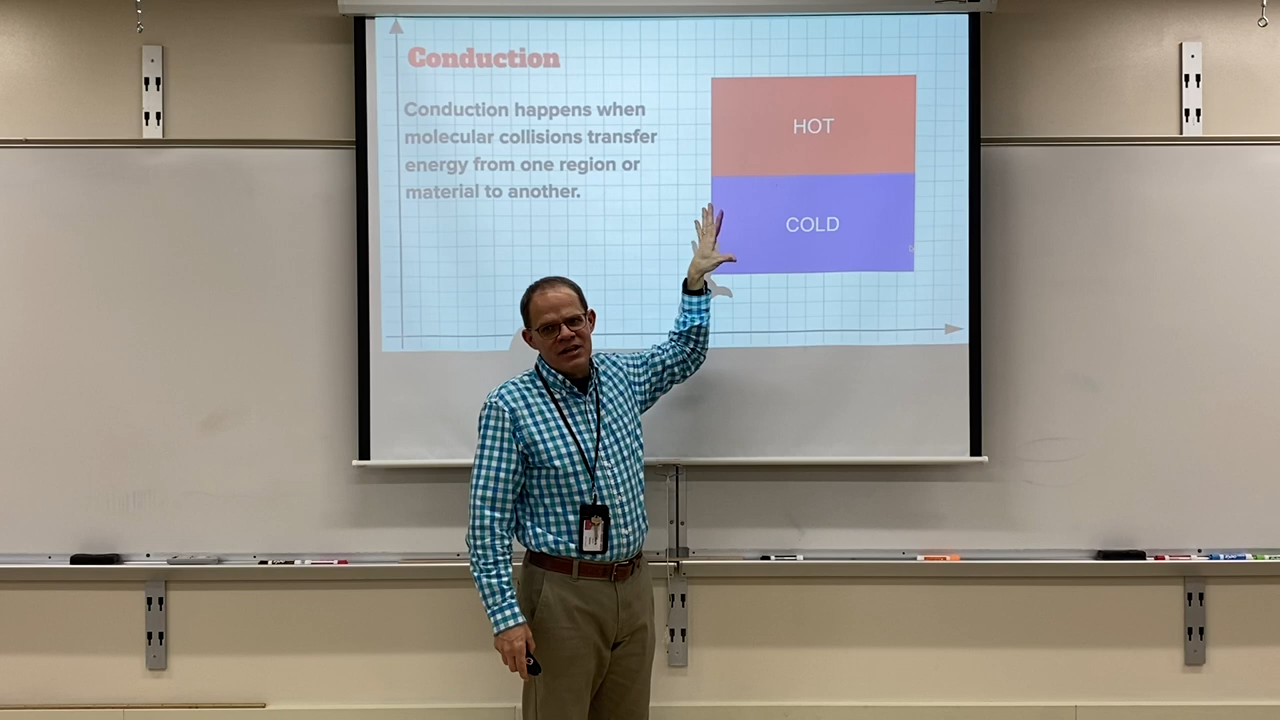 Conduction
Conduction happens when
molecular collisions transfer
energy from one region or
material to another.
HOT
COLD